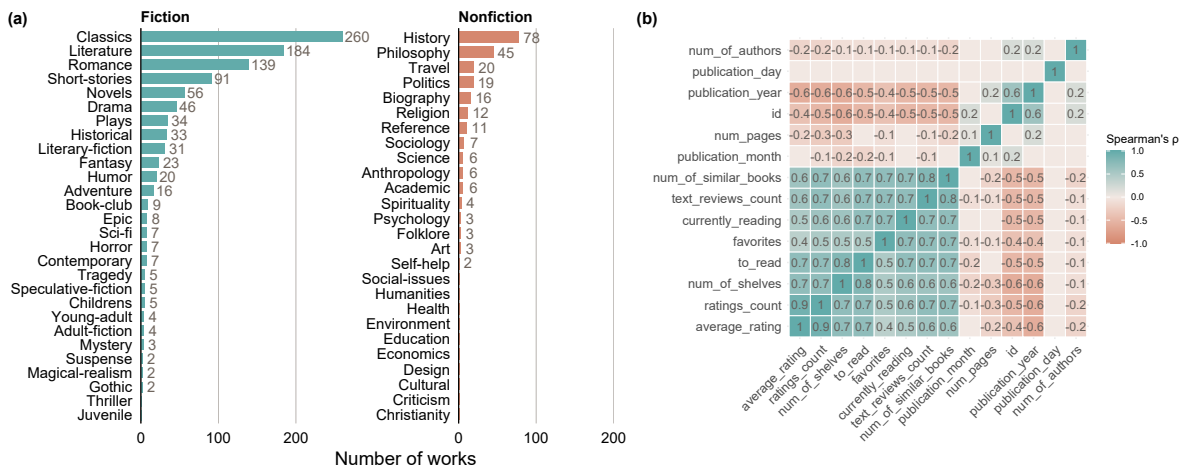 (a)
Fiction
Classics 260
Literature 184
Romance 139
Short-stories 91
Novels 56
Drama 46
Plays 34
Historical 33
Literary-fiction 31
Fantasy 23
Humor 20
Adventure 16
Book-club 9
Epic 8
Sci-fi 7
Horror 7
Contemporary 7
Tragedy 5
Speculative-fiction 5
Childrens 5
Young-adult 4
Adult-fiction 4
Mystery 3
Suspense 2
Magical-realism 2
Gothic 2
Thriller
Juvenile
0 100 200
Nonfiction
History 78
Philosophy 45
Travel 20
Politics 19
Biography 16
Religion 12
Reference 11
Sociology 7
Science 6
Anthropology 6
Academic 6
Spirituality 4
Psychology 3
Folklore 3
Art 3
Self-help 2
Social-issues
Humanities
Health
Environment
Education
Economics
Design
Cultural
Criticism
Christianity
0 100 200
Number of works
(b)
num_of_authors -0.2 -0.2 -0.1 -0.1 -0.1 -0.1 -0.1 -0.2 0.2 0.2 1
publication_day 1
publication_year -0.6 -0.6 -0.6 -0.5 -0.4 -0.5 -0.5 -0.5 0.2 0.6 1 0.2
id -0.4 -0.5 -0.6 -0.5 -0.4 -0.5 -0.5 -0.5 0.2 1 0.6 0.2
num_pages -0.2 -0.3 -0.3 -0.1 -0.1 -0.2 0.1 1 0.2
publication_month -0.1 -0.2 -0.2 -0.1 -0.1 1 0.1 0.2
num_of_similar_books 0.6 0.6 0.7 0.7 0.7 0.7 0.8 1 -0.2 -0.5 -0.5 -0.2
text_reviews_count 0.6 0.7 0.6 0.7 0.7 0.7 1 0.8 -0.1 -0.1 -0.5 -0.5 -0.1
currently_reading 0.5 0.6 0.6 0.7 0.7 1 0.7 0.7 -0.5 -0.5 -0.1
favorites 0.4 0.5 0.5 0.5 1 0.7 0.7 0.7 -0.1 -0.1 -0.4 -0.4 -0.1
to_read 0.7 0.7 0.8 1 0.5 0.7 0.7 0.7 -0.2 -0.5 -0.5 -0.1
num_of_shelves 0.7 0.7 1 0.8 0.5 0.6 0.6 0.7 -0.2 -0.3 -0.6 -0.6 -0.1
ratings_count 0.9 1 0.7 0.7 0.5 0.6 0.7 0.6 -0.1 -0.3 -0.5 -0.6 -0.2
average_rating 1 0.9 0.7 0.7 0.4 0.5 0.6 0.6 -0.2 -0.4 -0.6 -0.2
average_rating
ratings_count
num_of_shelves
to_read
favorites
currently_reading
text_reviews_count
num_of_similar_books
publication_month
num_pages
id
publication_year
publication_day
num_of_authors
Spearman's ρ
1.0
0.5
0.0
-0.5
-1.0